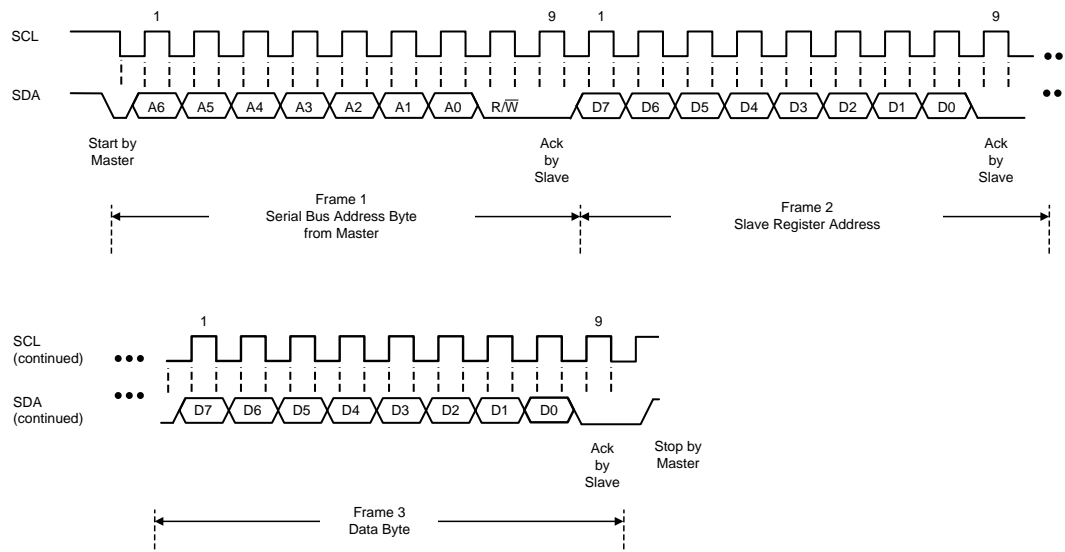 1 9 1 9
SCL
SDA
A6 A5 A4 A3 A2 A1 A0 R/W̅ D7 D6 D5 D4 D3 D2 D1 D0
Start by
Master
Ack
by
Slave
Ack
by
Slave
Frame 1
Serial Bus Address Byte
from Master
Frame 2
Slave Register Address
1 9
SCL
(continued)
SDA
(continued)
D7 D6 D5 D4 D3 D2 D1 D0
Ack
by
Slave
Stop by
Master
Frame 3
Data Byte